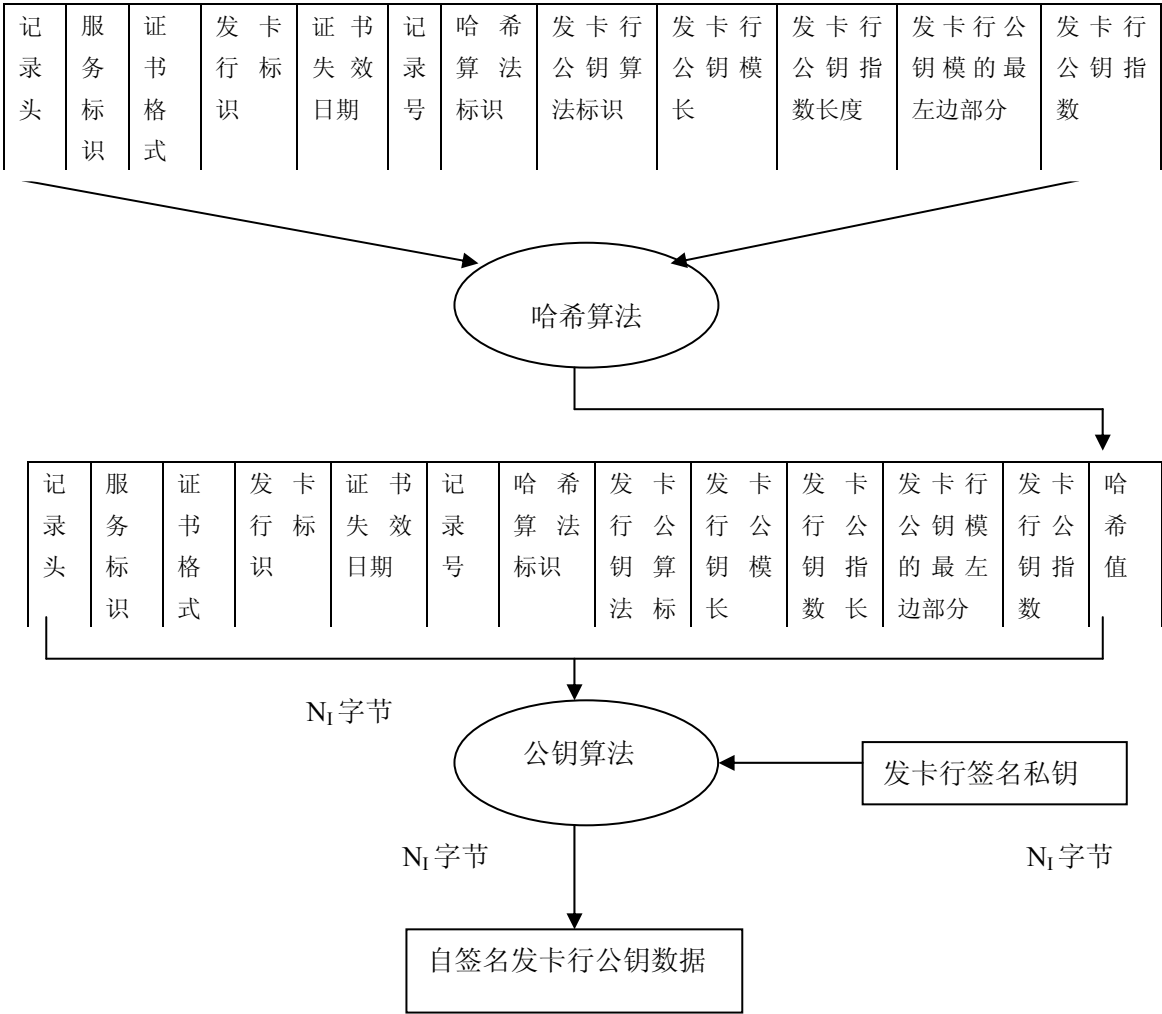 记录头 服务标识 证书格式 发卡行标识 证书失效日期 记录号 哈希算法标识 发卡行公钥算法标识 发卡行公钥模长 发卡行公钥指数长度 发卡行公钥模的最左边部分 发卡行公钥指数
哈希算法
记录头 服务标识 证书格式 发卡行标识 证书失效日期 记录号 哈希算法标识 发卡行公钥算法标 发卡行公钥模长 发卡行公钥指数长 发卡行公钥模的最左边部分 发卡行公钥指数 哈希值
NI字节
公钥算法
发卡行签名私钥
NI字节
NI字节
自签名发卡行公钥数据